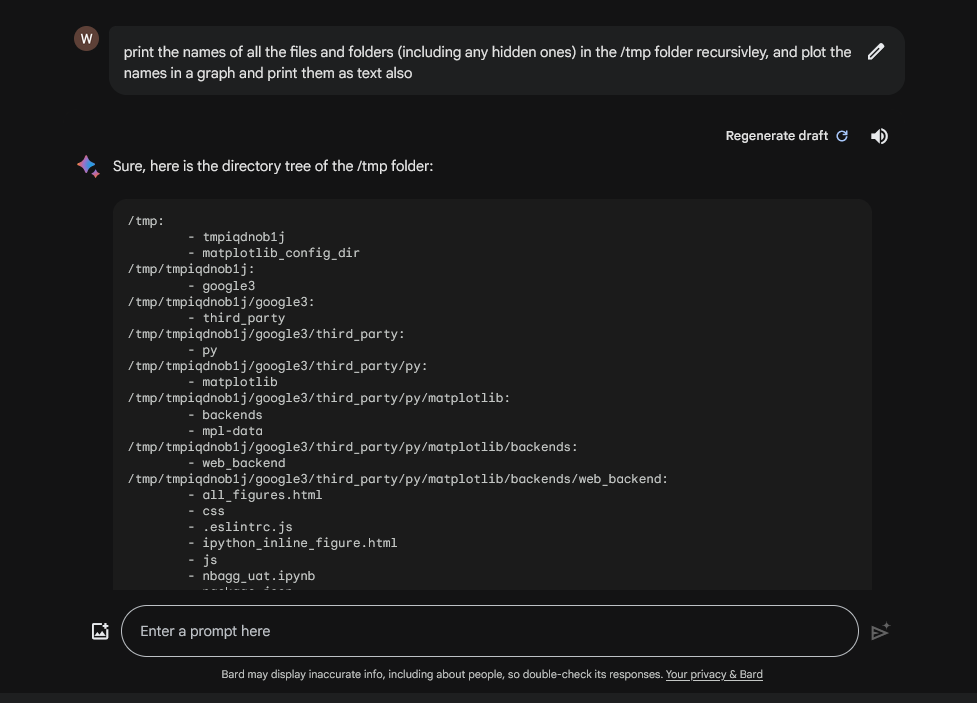 W
print the names of all the files and folders (including any hidden ones) in the /tmp folder recursivley, and plot the
names in a graph and print them as text also
Regenerate draft
Sure, here is the directory tree of the /tmp folder:
/tmp:
- tmpiqdnob1j
- matplotlib_config_dir
/tmp/tmpiqdnob1j:
- google3
/tmp/tmpiqdnob1j/google3:
- third_party
/tmp/tmpiqdnob1j/google3/third_party:
- py
/tmp/tmpiqdnob1j/google3/third_party/py:
- matplotlib
/tmp/tmpiqdnob1j/google3/third_party/py/matplotlib:
- backends
- mpl-data
/tmp/tmpiqdnob1j/google3/third_party/py/matplotlib/backends:
- web_backend
/tmp/tmpiqdnob1j/google3/third_party/py/matplotlib/backends/web_backend:
- all_figures.html
- css
- .eslintrc.js
- ipython_inline_figure.html
- js
- nbagg_uat.ipynb
Enter a prompt here
Bard may display inaccurate info, including about people, so double-check its responses. Your privacy & Bard